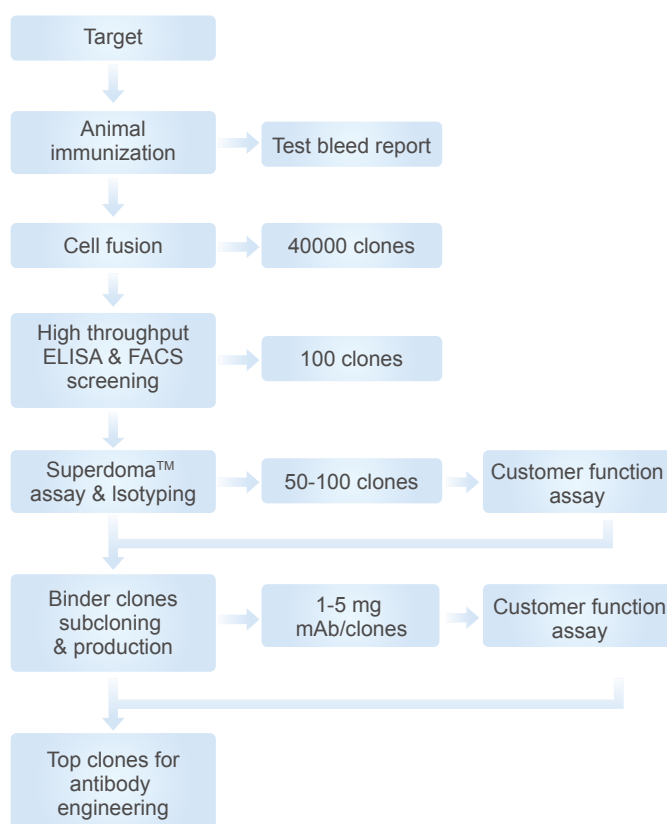 Target
Animal
immunization
Test bleed report
Cell fusion
40000 clones
High throughput
ELISA & FACS
screening
100 clones
Superdoma™
assay & Isotyping
50-100 clones
Customer function
assay
Binder clones
subcloning
& production
1-5 mg
mAb/clones
Customer function
assay
Top clones for
antibody
engineering